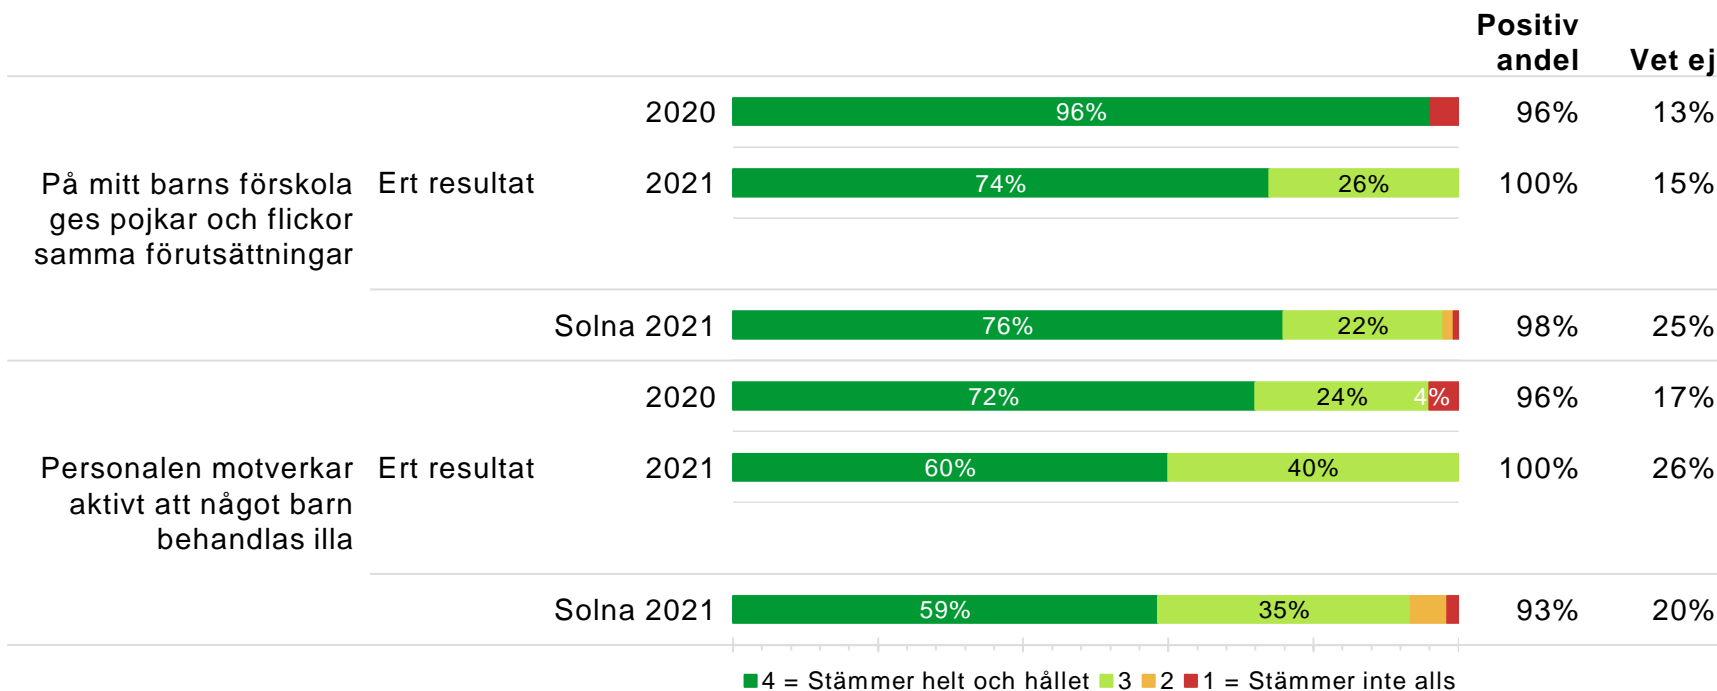 Positiv
andel Vet ej
2020 96% 96% 13%
På mitt barns förskola
ges pojkar och flickor
samma förutsättningar
Ert resultat 2021 74% 26% 100% 15%
Solna 2021 76% 22% 98% 25%
2020 72% 24% 4% 96% 17%
Personalen motverkar
aktivt att något barn
behandlas illa
Ert resultat 2021 60% 40% 100% 26%
Solna 2021 59% 35% 93% 20%
4 = Stämmer helt och hållet 3 2 1 = Stämmer inte alls